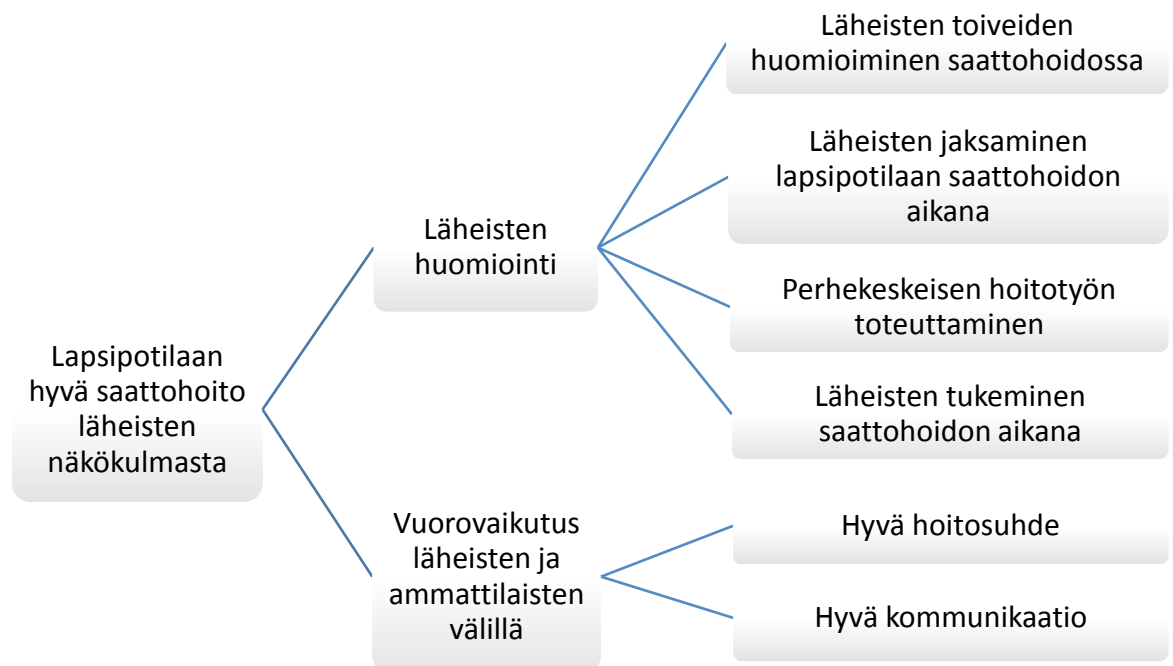 Lapsipotilaan
hyvä saattohoito
läheisten
näkökulmasta
Läheisten
huomiointi
Läheisten toiveiden
huomioiminen saattohoidossa
Läheisten jaksaminen
lapsipotilaan saattohoidon
aikana
Perhekeskeisen hoitotyön
toteuttaminen
Läheisten tukeminen
saattohoidon aikana
Vuorovaikutus
läheisten ja
ammattilaisten
välillä
Hyvä hoitosuhde
Hyvä kommunikaatio